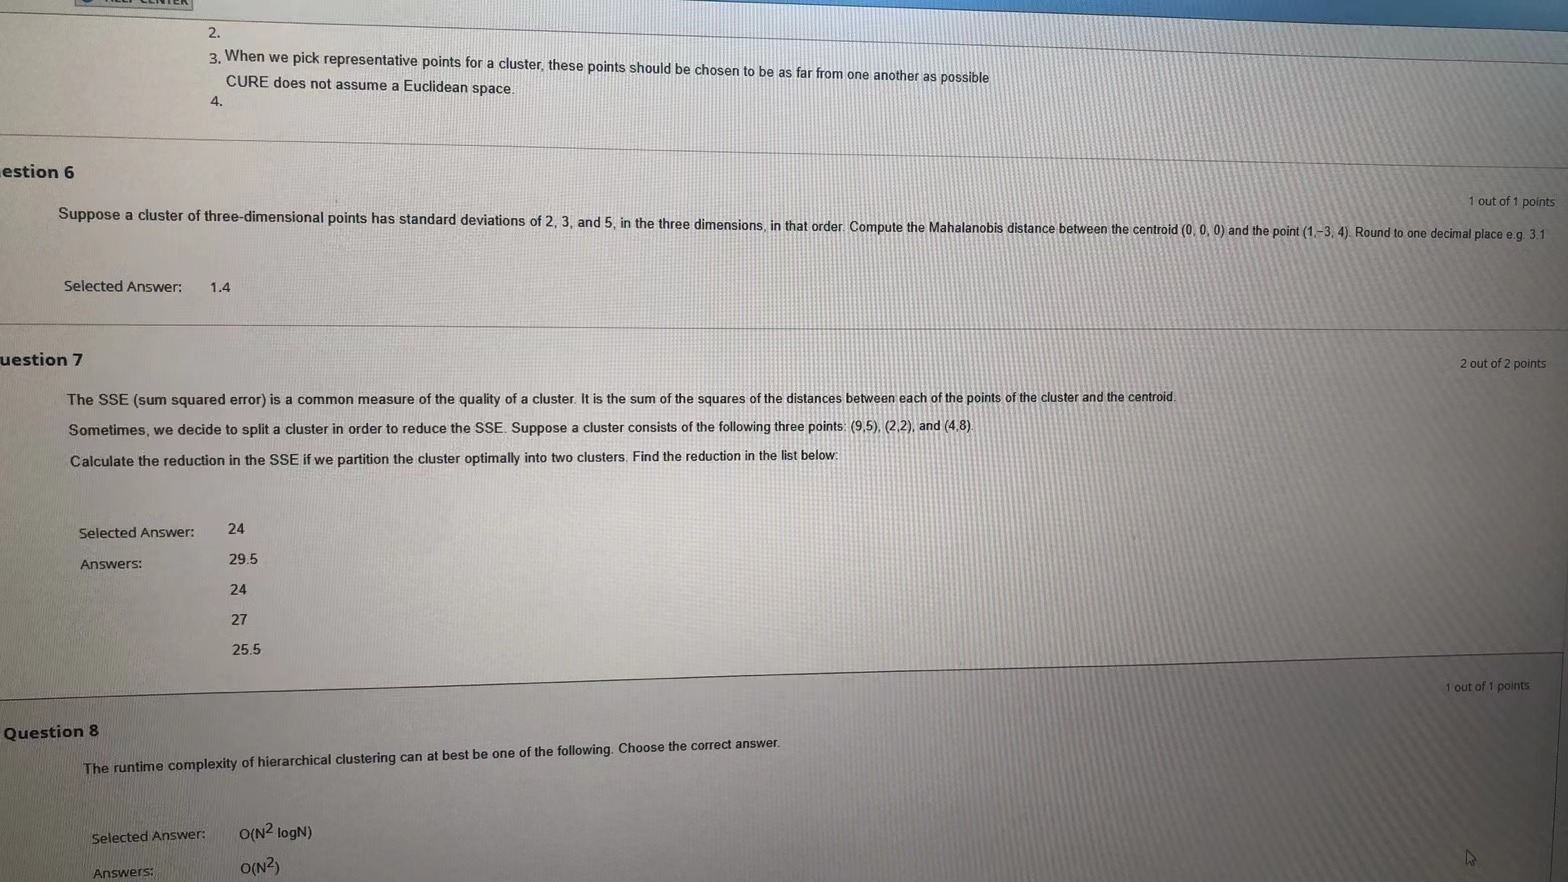 HELP CENTER
2.
3. When we pick representative points for a cluster, these points should be chosen to be as far from one another as possible
CURE does not assume a Euclidean space.
4.
estion 6
1 out of 1 points
Suppose a cluster of three-dimensional points has standard deviations of 2, 3, and 5, in the three dimensions, in that order. Compute the Mahalanobis distance between the centroid (0, 0, 0) and the point (1,−3, 4). Round to one decimal place e.g. 3.1
Selected Answer: 1.4
uestion 7
2 out of 2 points
The SSE (sum squared error) is a common measure of the quality of a cluster. It is the sum of the squares of the distances between each of the points of the cluster and the centroid.
Sometimes, we decide to split a cluster in order to reduce the SSE. Suppose a cluster consists of the following three points: (9,5), (2,2), and (4,8).
Calculate the reduction in the SSE if we partition the cluster optimally into two clusters. Find the reduction in the list below:
Selected Answer: 24
Answers: 29.5
24
27
25.5
1 out of 1 points
Question 8
The runtime complexity of hierarchical clustering can at best be one of the following. Choose the correct answer.
Selected Answer: O(N² logN)
Answers: O(N²)